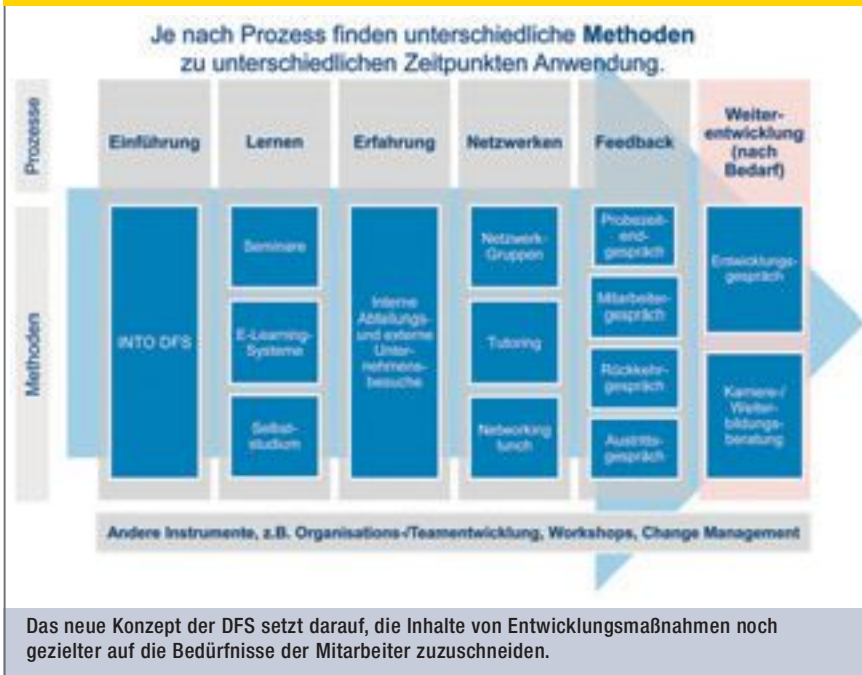 Je nach Prozess finden unterschiedliche Methoden
zu unterschiedlichen Zeitpunkten Anwendung.
Prozesse
Einführung
Lernen
Erfahrung
Netzwerken
Feedback
Weiter-
entwicklung
(nach
Bedarf)
Methoden
INTO DFS
Seminare
E-Learning-
Systeme
Selbst-
studium
Interne
Abteilungs-
und externe
Unter-
nehmens-
besuche
Netzwerk-
Gruppen
Tutoring
Networking
lunch
Probezeit-
end-
gespräch
Mitarbeiter-
gespräch
Rückkehr-
gespräch
Austritts-
gespräch
Entwicklungs-
gespräch
Karriere-/
Weiter-
bildungs-
beratung
Andere Instrumente, z.B. Organisations-/Teamentwicklung, Workshops, Change Management
Das neue Konzept der DFS setzt darauf, die Inhalte von Entwicklungsmaßnahmen noch
gezielter auf die Bedürfnisse der Mitarbeiter zuzuschneiden.